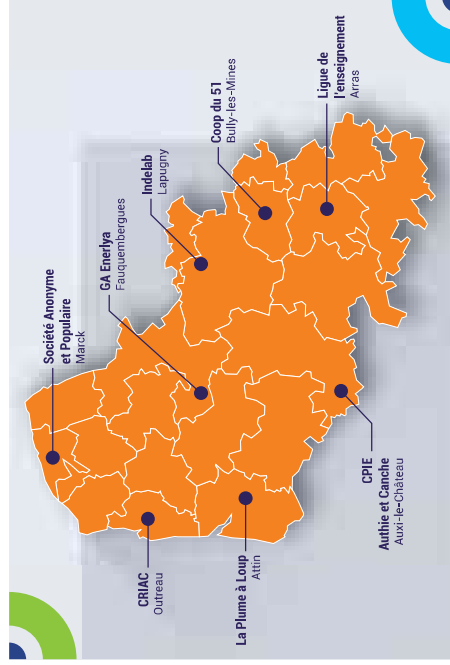 Société Anonyme
et Populaire
Marck
GA Enerlya
Fauquembergues
Indelab
Lapugny
Coop du 51
Bully-les-Mines
Ligue de
l'enseignement
Arras
CRIAC
Outreau
La Plume à Loup
Attin
CPIE
Authie et Canche
Auxi-le-Château